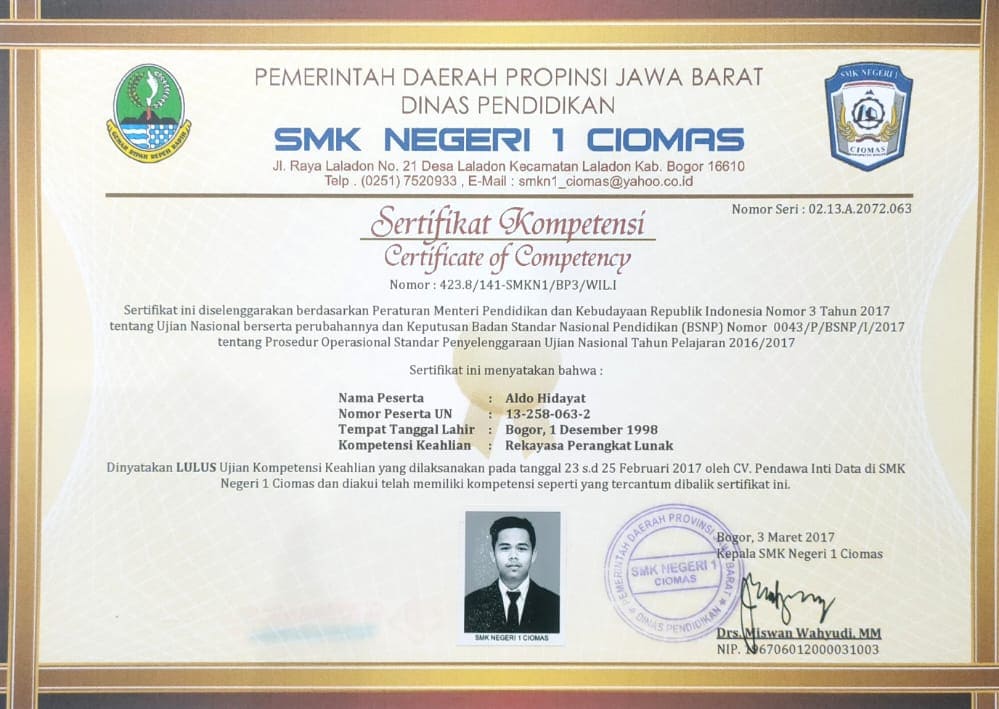 PEMERINTAH DAERAH PROPINSI JAWA BARAT
DINAS PENDIDIKAN
SMK NEGERI 1 CIOMAS
Jl. Raya Laladon No. 21 Desa Laladon Kecamatan Laladon Kab. Bogor 16610
Telp . (0251) 7520933 , E-Mail : smkn1_ciomas@yahoo.co.id
GEMAH RIPAH REPEH RAPIH
SMK NEGERI 1
CIOMAS
Nomor Seri : 02.13.A.2072.063
Sertifikat Kompetensi
Certificate of Competency
Nomor : 423.8/141-SMKN1/BP3/WIL.I
Sertifikat ini diselenggarakan berdasarkan Peraturan Menteri Pendidikan dan Kebudayaan Republik Indonesia Nomor 3 Tahun 2017
tentang Ujian Nasional berserta perubahannya dan Keputusan Badan Standar Nasional Pendidikan (BSNP) Nomor 0043/P/BSNP/I/2017
tentang Prosedur Operasional Standar Penyelenggaraan Ujian Nasional Tahun Pelajaran 2016/2017
Sertifikat ini menyatakan bahwa :
Nama Peserta : Aldo Hidayat
Nomor Peserta UN : 13-258-063-2
Tempat Tanggal Lahir : Bogor, 1 Desember 1998
Kompetensi Keahlian : Rekayasa Perangkat Lunak
Dinyatakan LULUS Ujian Kompetensi Keahlian yang dilaksanakan pada tanggal 23 s.d 25 Februari 2017 oleh CV. Pendawa Inti Data di SMK
Negeri 1 Ciomas dan diakui telah memiliki kompetensi seperti yang tercantum dibalik sertifikat ini.
SMK NEGERI 1 CIOMAS
PEMERINTAH DAERAH PROVINSI JAWA BARAT
SMK NEGERI 1
CIOMAS
DINAS PENDIDIKAN
Bogor, 3 Maret 2017
Kepala SMK Negeri 1 Ciomas
Drs. Miswan Wahyudi, MM
NIP. 196706012000031003